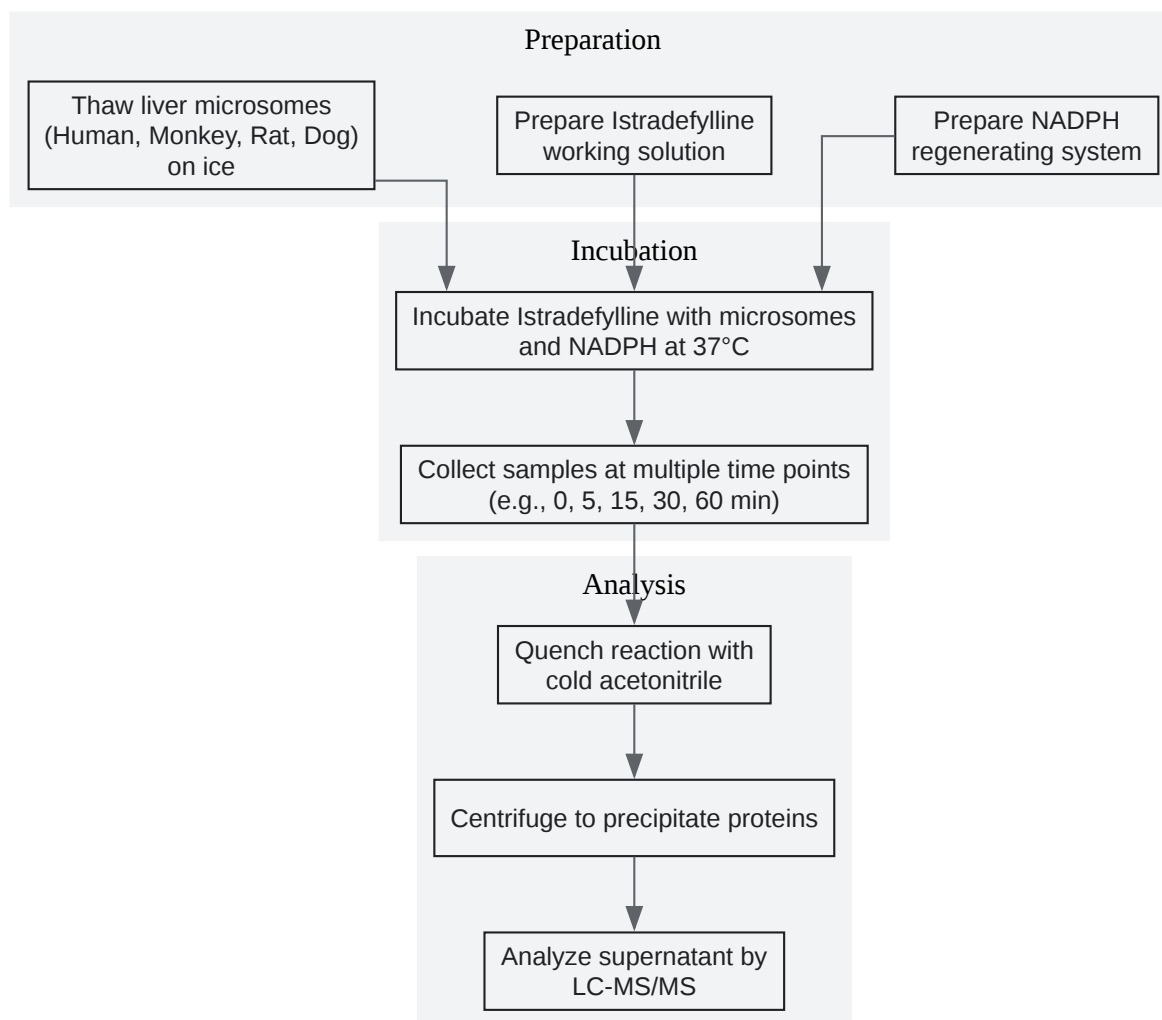 Preparation
Thaw liver microsomes
(Human, Monkey, Rat, Dog)
on ice
Prepare Istradefylline
working solution
Prepare NADPH
regenerating system
Incubation
Incubate Istradefylline with microsomes
and NADPH at 37°C
Collect samples at multiple time points
(e.g., 0, 5, 15, 30, 60 min)
Analysis
Quench reaction with
cold acetonitrile
Centrifuge to precipitate proteins
Analyze supernatant by
LC-MS/MS